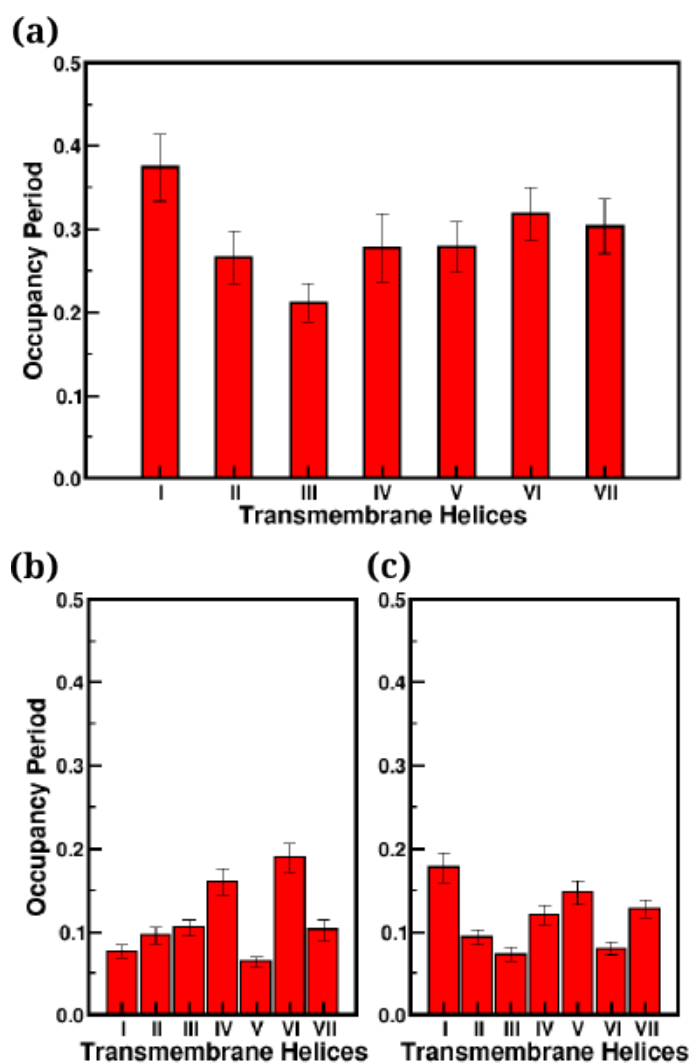 (a)
0.5
0.4
0.3
0.2
0.1
0.0
Occupancy Period
I II III IV V VI VII
Transmembrane Helices
(b)
0.5
0.4
0.3
0.2
0.1
0.0
Occupancy Period
I II III IV V VI VII
Transmembrane Helices
(c)
0.5
0.4
0.3
0.2
0.1
0.0
I II III IV V VI VII
Transmembrane Helices